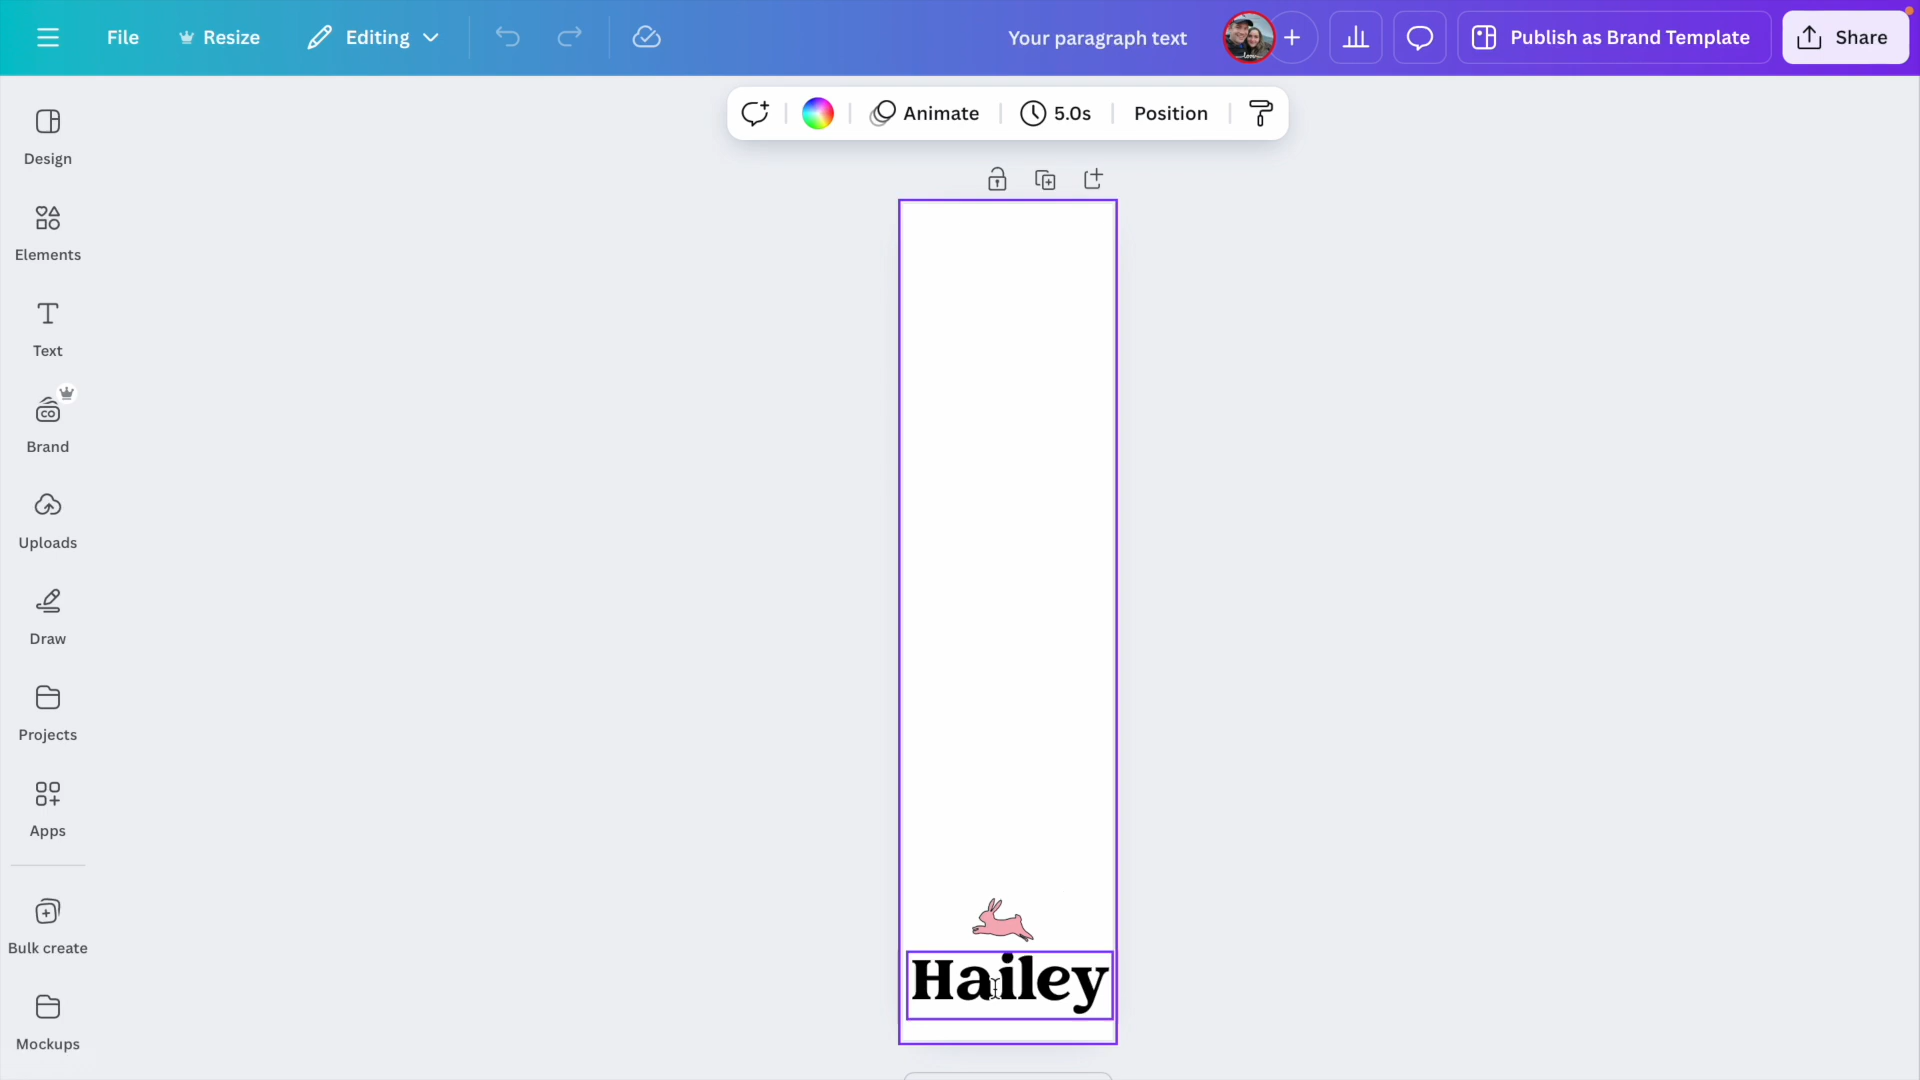 File
Resize
Editing
Your paragraph text
Publish as Brand Template
Share
Animate
5.0s
Position
Design
Elements
Text
CO
Brand
Uploads
Draw
Projects
Apps
Bulk create
Mockups
Hailey